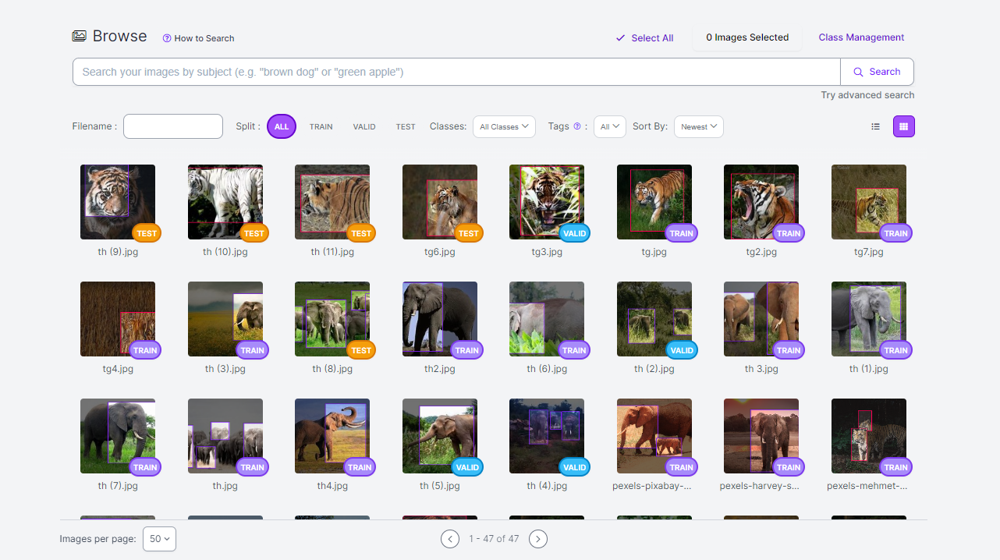 Browse How to Search Select All 0 Images Selected Class Management
Search your images by subject (e.g. "brown dog" or "green apple") Search
Try advanced search
Filename : Split : ALL TRAIN VALID TEST Classes: All Classes Tags : All Sort By: Newest
TEST TEST TEST TEST VALID TRAIN TRAIN TRAIN
th (9).jpg th (10).jpg th (11).jpg tg6.jpg tg3.jpg tg.jpg tg2.jpg tg7.jpg
TRAIN TRAIN TEST TRAIN TRAIN VALID TRAIN TRAIN
tg4.jpg th (3).jpg th (8).jpg th2.jpg th (6).jpg th (2).jpg th 3.jpg th (1).jpg
TRAIN TRAIN TRAIN VALID VALID TRAIN TRAIN TRAIN
th (7).jpg th.jpg th4.jpg th (5).jpg th (4).jpg pexels-pixabay-... pexels-harvey-s... pexels-mehmet-...
Images per page: 50 1 - 47 of 47